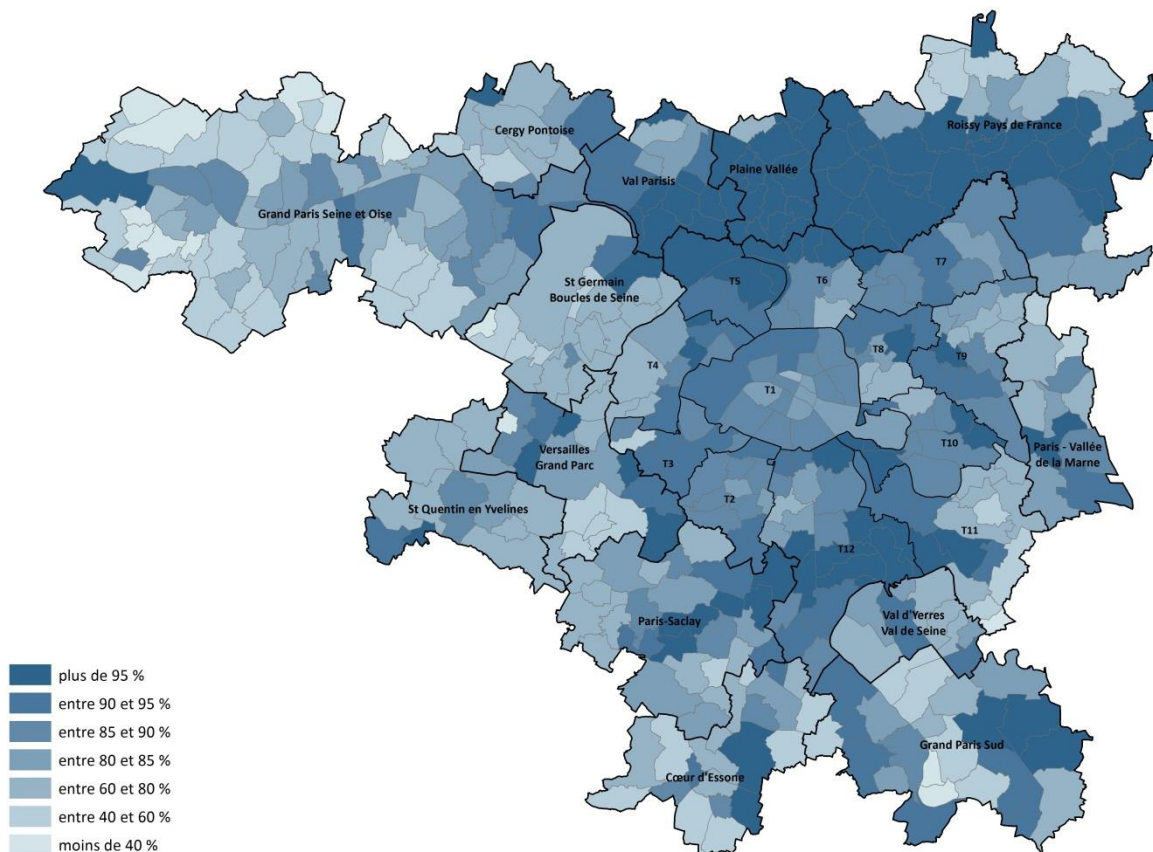 Cergy Pontoise
Roissy Pays de France
Plaine Vallée
Val Parisis
Grand Paris Seine et Oise
T7
St Germain
Boucles de Seine
T5
T6
T8
T9
T4
T1
Versailles
Grand Parc
T3
T10
Paris - Vallée
de la Marne
T2
St Quentin en Yvelines
T11
T12
Val d'Yerres
Val de Seine
Paris-Saclay
Grand Paris Sud
Cœur d'Essone
plus de 95 %
entre 90 et 95 %
entre 85 et 90 %
entre 80 et 85 %
entre 60 et 80 %
entre 40 et 60 %
moins de 40 %